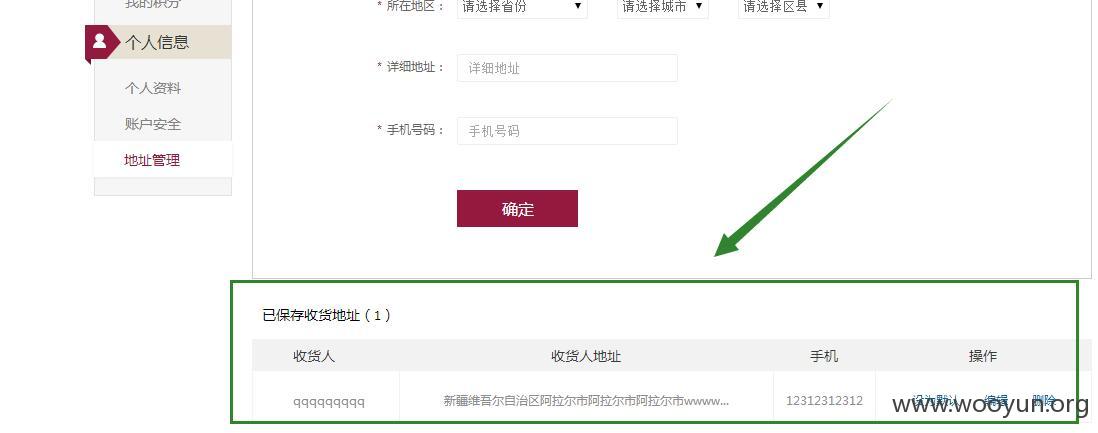 我的积分
* 所在地区： 请选择省份 请选择城市 请选择区县
个人信息
* 详细地址： 详细地址
个人资料
账户安全
* 手机号码： 手机号码
地址管理
确定
已保存收货地址（1）
收货人 收货人地址 手机 操作
qqqqqqqqq 新疆维吾尔自治区阿拉尔市阿拉尔市阿拉尔市wwww... 12312312312 设为默认 编辑 删除
www.wooyun.org